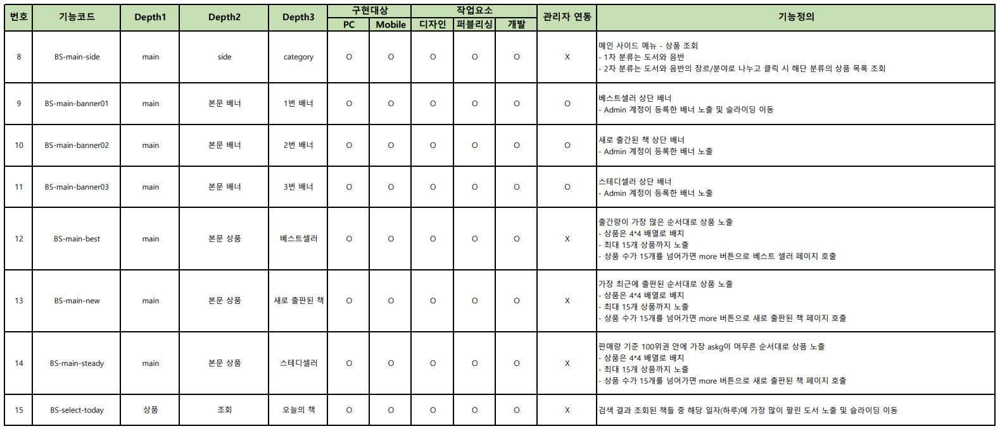 번호 기능코드 Depth1 Depth2 Depth3 구현대상 작업요소 관리자 연동 기능정의
PC Mobile 디자인 퍼블리싱 개발
8 BS-main-side main side category O O O O O X
메인 사이드 메뉴 - 상품 조회
- 1차 분류는 도서와 음반
- 2차 분류는 도서와 음반의 장르/분야로 나누고 클릭 시 해단 분류의 상품 목록 조회
9 BS-main-banner01 main 본문 배너 1번 배너 O O O O O O
베스트셀러 상단 배너
- Admin 계정이 등록한 배너 노출 및 슬라이딩 이동
10 BS-main-banner02 main 본문 배너 2번 배너 O O O O O O
새로 출간된 책 상단 배너
- Admin 계정이 등록한 배너 노출
11 BS-main-banner03 main 본문 배너 3번 배너 O O O O O O
스테디셀러 상단 배너
- Admin 계정이 등록한 배너 노출
12 BS-main-best main 본문 상품 베스트셀러 O O O O O X
출간량이 가장 많은 순서대로 상품 노출
- 상품은 4*4 배열로 배치
- 최대 15개 상품까지 노출
- 상품 수가 15개를 넘어가면 more 버튼으로 베스트 셀러 페이지 호출
13 BS-main-new main 본문 상품 새로 출판된 책 O O O O O X
가장 최근에 출판된 순서대로 상품 노출
- 상품은 4*4 배열로 배치
- 최대 15개 상품까지 노출
- 상품 수가 15개를 넘어가면 more 버튼으로 새로 출판된 책 페이지 호출
14 BS-main-steady main 본문 상품 스테디셀러 O O O O O X
판매량 기준 100위권 안에 가장 askg이 머무른 순서대로 상품 노출
- 상품은 4*4 배열로 배치
- 최대 15개 상품까지 노출
- 상품 수가 15개를 넘어가면 more 버튼으로 새로 출판된 책 페이지 호출
15 BS-select-today 상품 조회 오늘의 책 O O O O O X
검색 결과 조회된 책들 중 해당 일자(하루)에 가장 많이 팔린 도서 노출 및 슬라이딩 이동